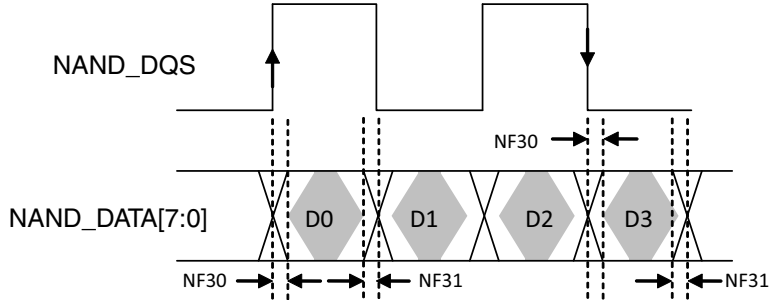 NAND_DQS
NF30
NAND_DATA[7:0]
D0 D1 D2 D3
NF30 NF31 NF31